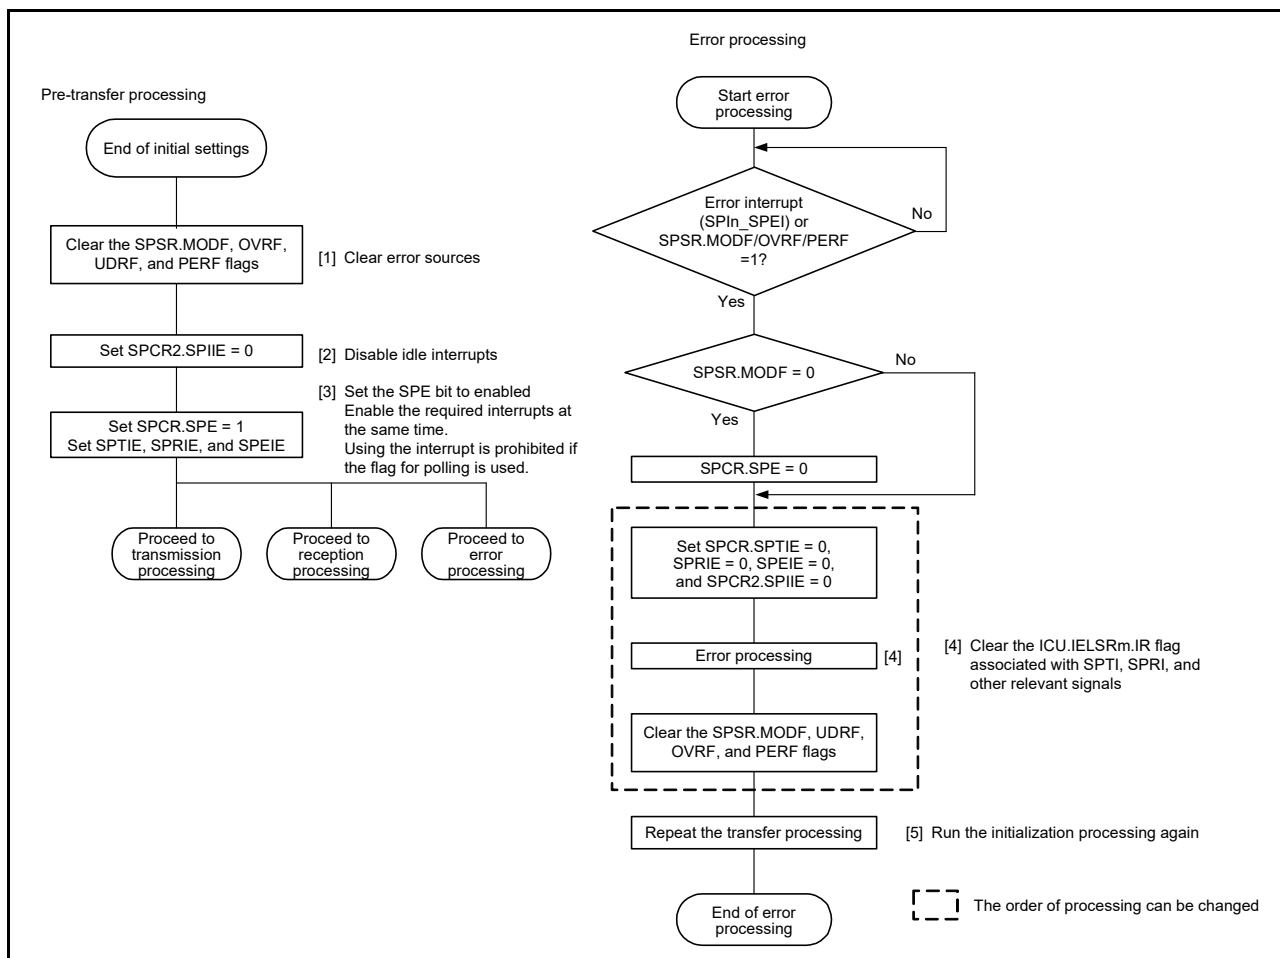 Pre-transfer processing
End of initial settings
Clear the SPSR.MODF, OVRF,
UDRF, and PERF flags
[1] Clear error sources
Set SPCR2.SPIIE = 0
[2] Disable idle interrupts
[3] Set the SPE bit to enabled
Enable the required interrupts at
the same time.
Using the interrupt is prohibited if
the flag for polling is used.
Set SPCR.SPE = 1
Set SPTIE, SPRIE, and SPEIE
Proceed to
transmission
processing
Proceed to
reception
processing
Proceed to
error
processing
Error processing
Start error
processing
Error interrupt
(SPIn_SPEI) or
SPSR.MODF/OVRF/PERF
=1?
No
Yes
SPSR.MODF = 0
No
Yes
SPCR.SPE = 0
Set SPCR.SPTIE = 0,
SPRIE = 0, SPEIE = 0,
and SPCR2.SPIIE = 0
Error processing
[4]
[4] Clear the ICU.IELSRm.IR flag
associated with SPTI, SPRI, and
other relevant signals
Clear the SPSR.MODF, UDRF,
OVRF, and PERF flags
Repeat the transfer processing
[5] Run the initialization processing again
End of error
processing
The order of processing can be changed